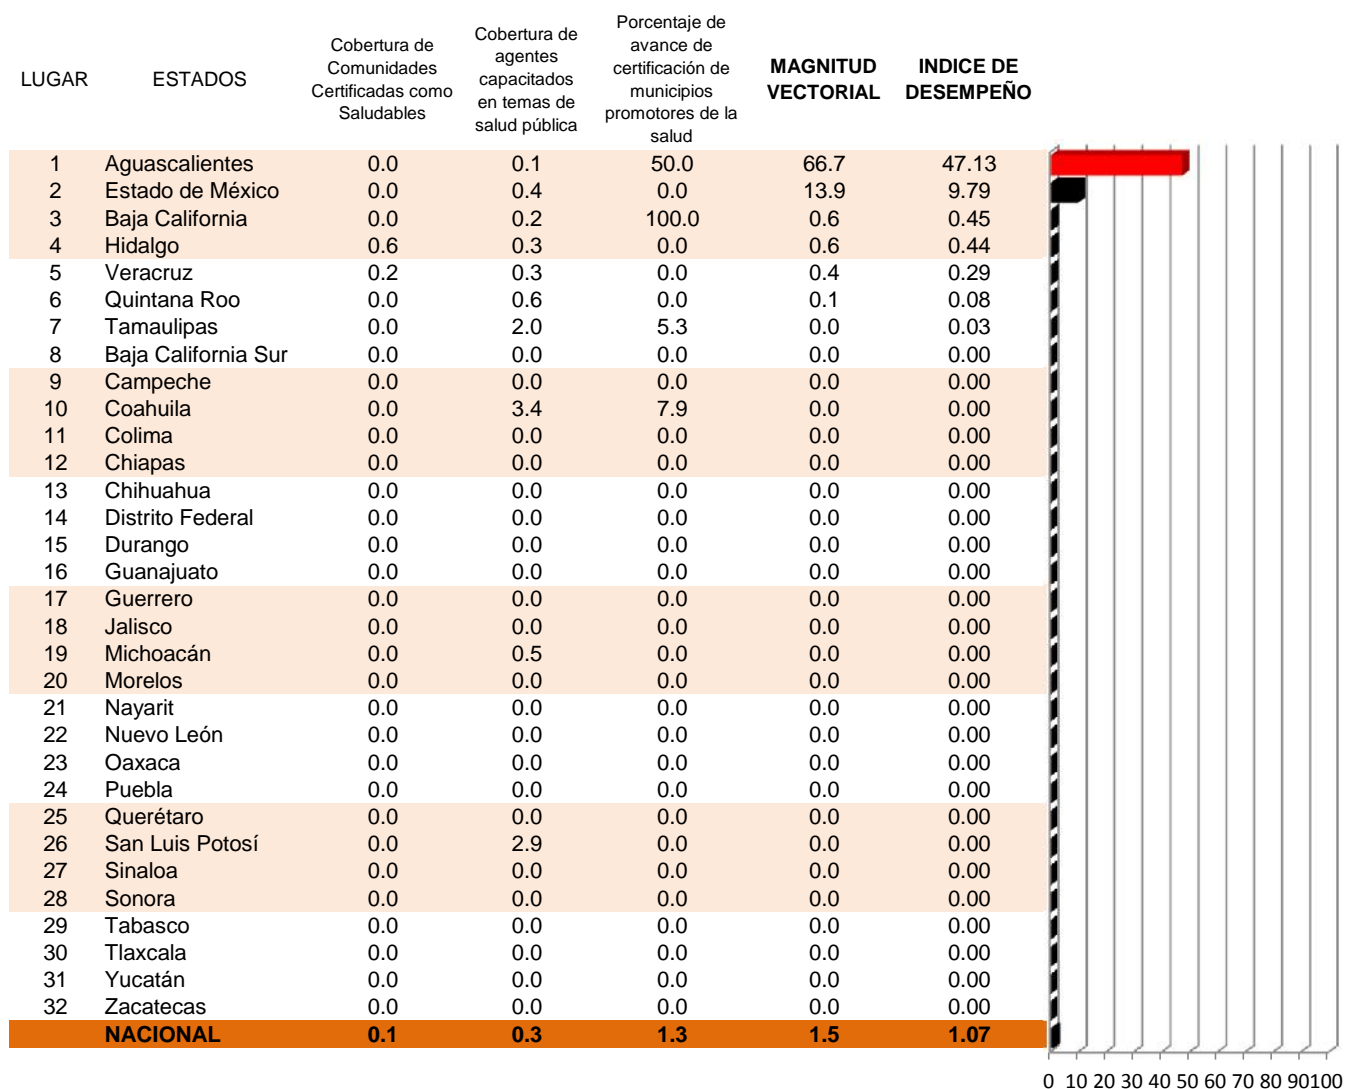 LUGAR ESTADOS Cobertura de Comunidades Certificadas como Saludables Cobertura de agentes capacitados en temas de salud pública Porcentaje de avance de certificación de municipios promotores de la salud MAGNITUD VECTORIAL INDICE DE DESEMPEÑO
1 Aguascalientes 0.0 0.1 50.0 66.7 47.13
2 Estado de México 0.0 0.4 0.0 13.9 9.79
3 Baja California 0.0 0.2 100.0 0.6 0.45
4 Hidalgo 0.6 0.3 0.0 0.6 0.44
5 Veracruz 0.2 0.3 0.0 0.4 0.29
6 Quintana Roo 0.0 0.6 0.0 0.1 0.08
7 Tamaulipas 0.0 2.0 5.3 0.0 0.03
8 Baja California Sur 0.0 0.0 0.0 0.0 0.00
9 Campeche 0.0 0.0 0.0 0.0 0.00
10 Coahuila 0.0 3.4 7.9 0.0 0.00
11 Colima 0.0 0.0 0.0 0.0 0.00
12 Chiapas 0.0 0.0 0.0 0.0 0.00
13 Chihuahua 0.0 0.0 0.0 0.0 0.00
14 Distrito Federal 0.0 0.0 0.0 0.0 0.00
15 Durango 0.0 0.0 0.0 0.0 0.00
16 Guanajuato 0.0 0.0 0.0 0.0 0.00
17 Guerrero 0.0 0.0 0.0 0.0 0.00
18 Jalisco 0.0 0.0 0.0 0.0 0.00
19 Michoacán 0.0 0.5 0.0 0.0 0.00
20 Morelos 0.0 0.0 0.0 0.0 0.00
21 Nayarit 0.0 0.0 0.0 0.0 0.00
22 Nuevo León 0.0 0.0 0.0 0.0 0.00
23 Oaxaca 0.0 0.0 0.0 0.0 0.00
24 Puebla 0.0 0.0 0.0 0.0 0.00
25 Querétaro 0.0 0.0 0.0 0.0 0.00
26 San Luis Potosí 0.0 2.9 0.0 0.0 0.00
27 Sinaloa 0.0 0.0 0.0 0.0 0.00
28 Sonora 0.0 0.0 0.0 0.0 0.00
29 Tabasco 0.0 0.0 0.0 0.0 0.00
30 Tlaxcala 0.0 0.0 0.0 0.0 0.00
31 Yucatán 0.0 0.0 0.0 0.0 0.00
32 Zacatecas 0.0 0.0 0.0 0.0 0.00
NACIONAL 0.1 0.3 1.3 1.5 1.07
0 10 20 30 40 50 60 70 80 90100